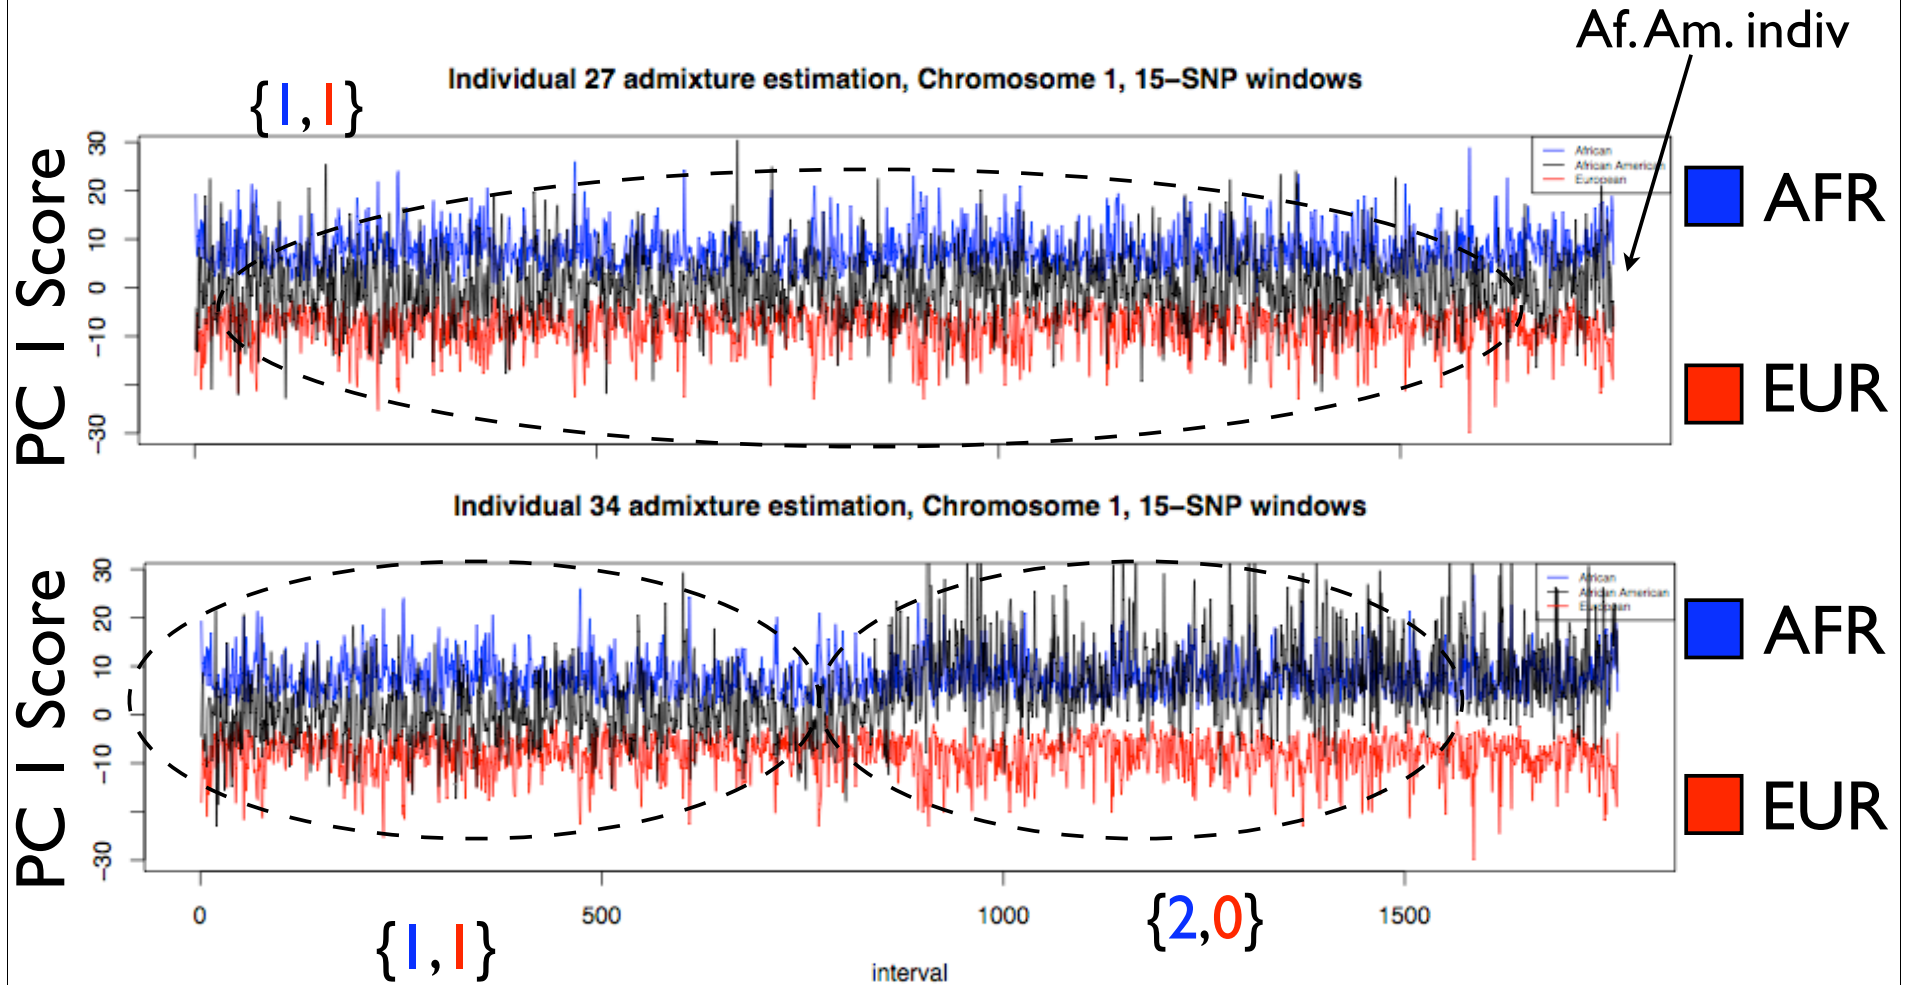 Af. Am. indiv
Individual 27 admixture estimation, Chromosome 1, 15–SNP windows
{1,1}
PC 1 Score
30
20
10
0
−10
−30
African
African American
European
AFR
EUR
Individual 34 admixture estimation, Chromosome 1, 15–SNP windows
PC 1 Score
30
20
10
0
−10
−30
African
African American
European
AFR
EUR
0
500
1000
1500
{1,1}
{2,0}
interval